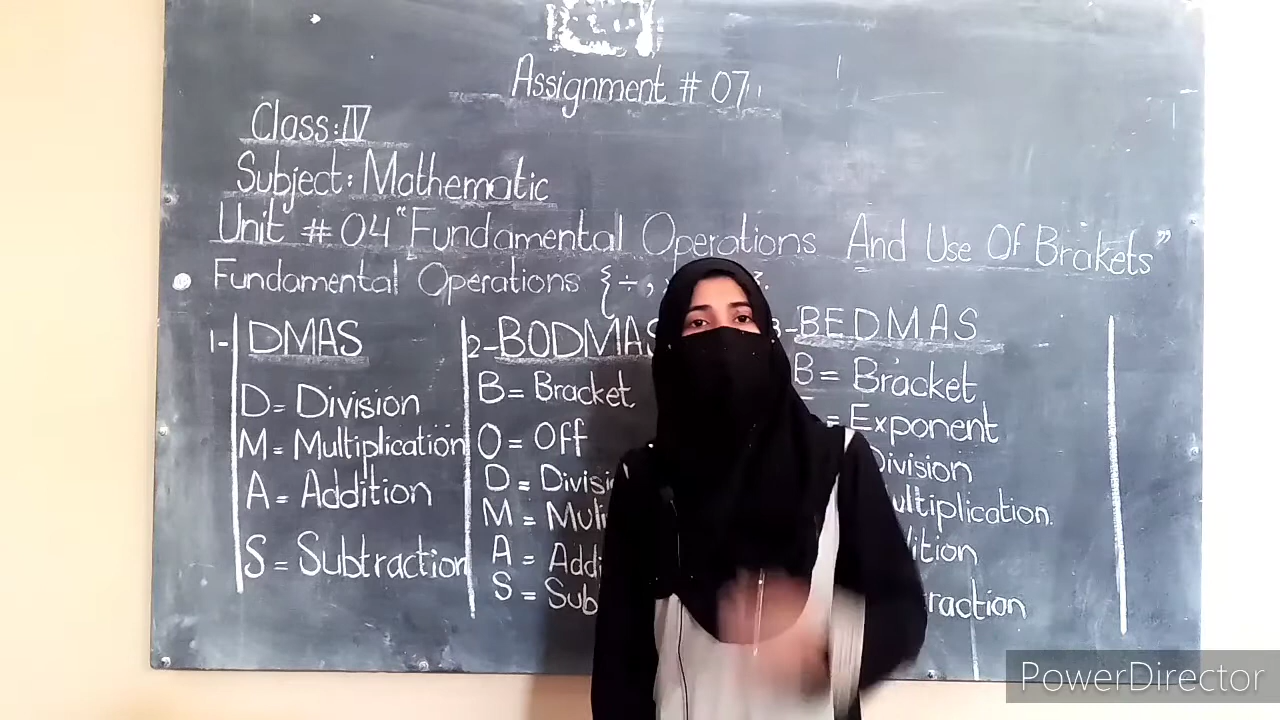 Assignment # 07
Class: IV
Subject: Mathematic
Unit # 04 "Fundamental Operations And Use Of Brakets"
Fundamental Operations {÷,
1- DMAS
D = Division
M = Multiplication
A = Addition
S = Subtraction
2- BODMAS
B = Bracket
O = Off
D = Divisi
M = Mul
A = Addi
S = Sub
3- BEDMAS
B = Bracket
= Exponent
Division
ultiplication.
ition
raction
PowerDirector